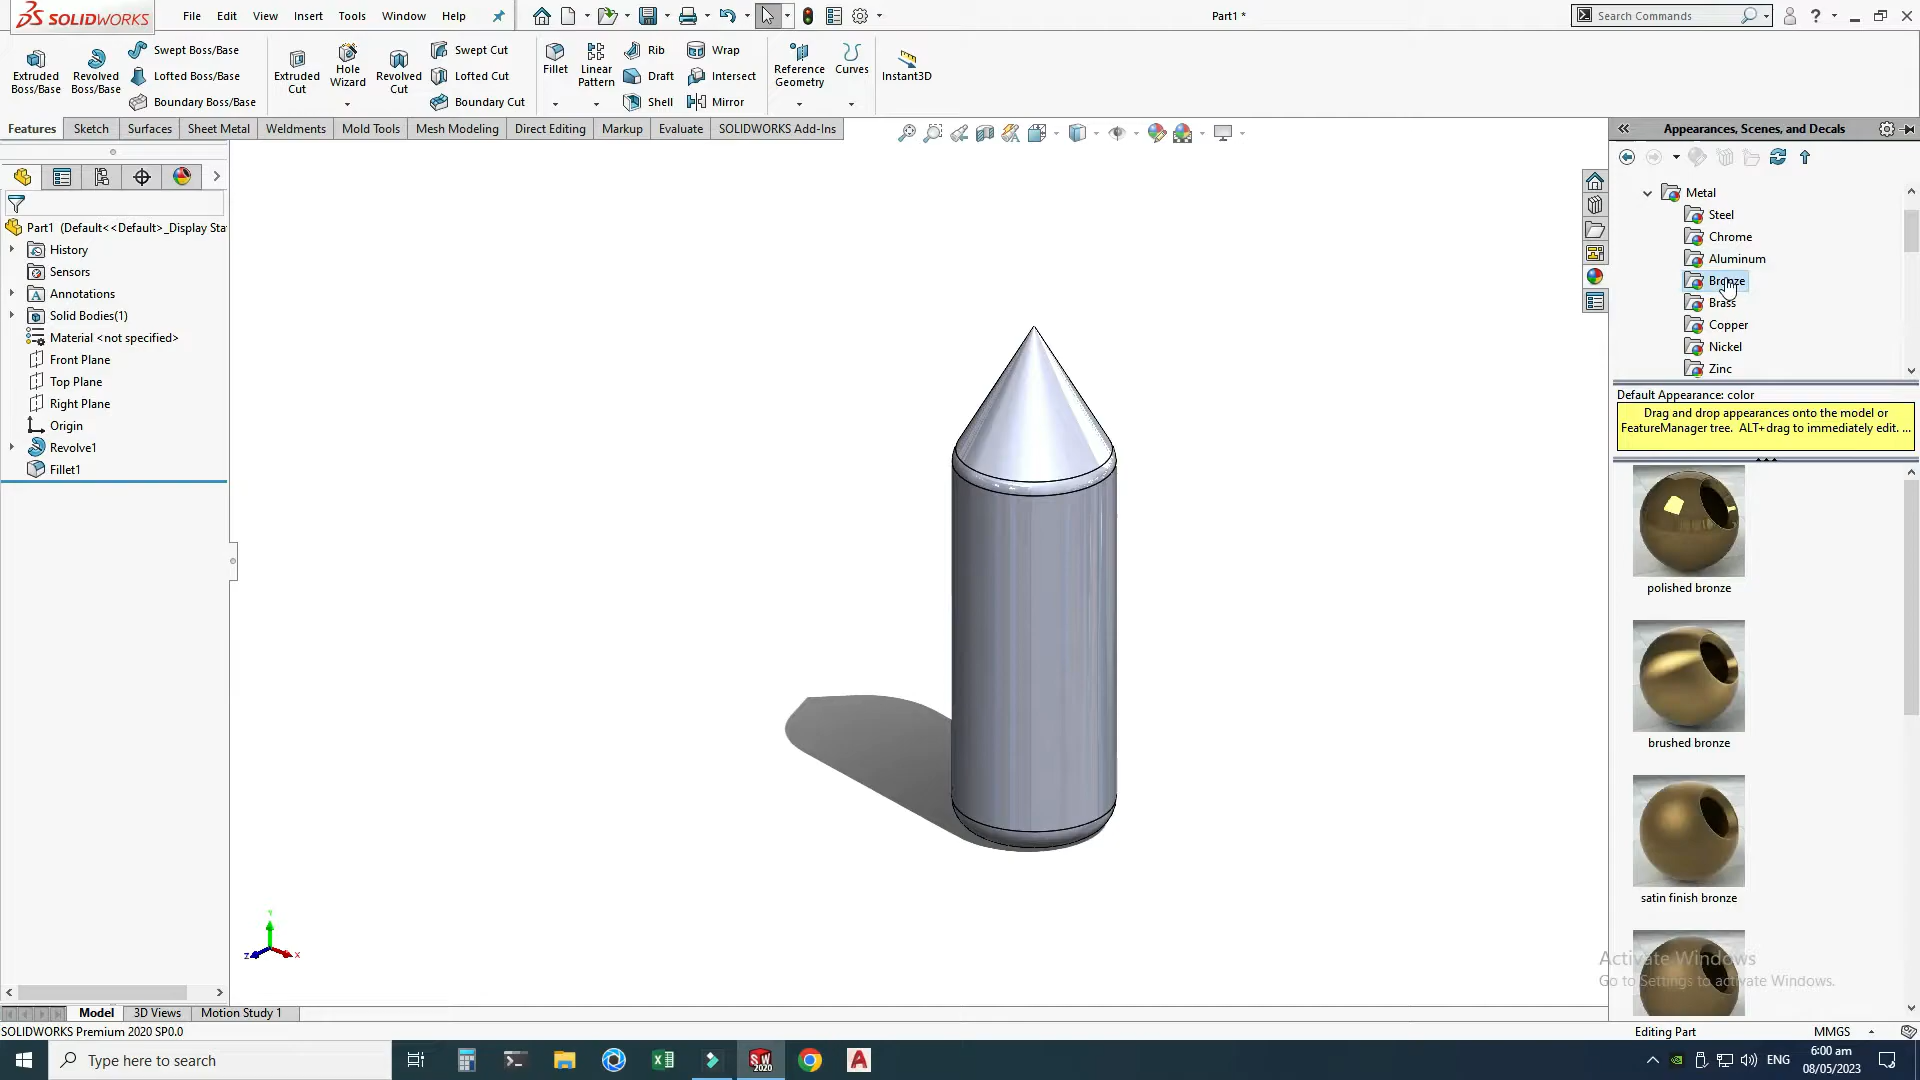 SOLIDWORKS
File Edit View Insert Tools Window Help
Part1 *
Search Commands
Extruded Boss/Base
Revolved Boss/Base
Swept Boss/Base
Lofted Boss/Base
Boundary Boss/Base
Extruded Cut
Hole Wizard
Revolved Cut
Swept Cut
Lofted Cut
Boundary Cut
Fillet
Linear Pattern
Rib
Draft
Shell
Wrap
Intersect
Mirror
Reference Geometry
Curves
Instant3D
Features Sketch Surfaces Sheet Metal Weldments Mold Tools Mesh Modeling Direct Editing Markup Evaluate SOLIDWORKS Add-Ins
Part1 (Default<<Default>_Display Sta
History
Sensors
Annotations
Solid Bodies(1)
Material <not specified>
Front Plane
Top Plane
Right Plane
Origin
Revolve1
Fillet1
Appearances, Scenes, and Decals
Metal
Steel
Chrome
Aluminum
Bronze
Brass
Copper
Nickel
Zinc
Default Appearance: color
Drag and drop appearances onto the model or
FeatureManager tree. ALT+drag to immediately edit. ...
polished bronze
brushed bronze
satin finish bronze
Activate Windows
Go to Settings to activate Windows.
Z X
Model 3D Views Motion Study 1
SOLIDWORKS Premium 2020 SP0.0
Editing Part
MMGS
Type here to search
SW
2020
ENG
6:00 am
08/05/2023